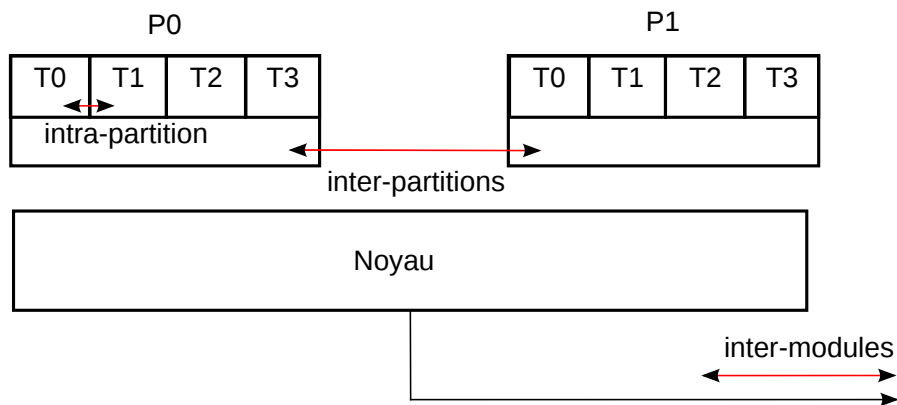 P0
P1
T0 T1 T2 T3
T0 T1 T2 T3
intra-partition
inter-partitions
Noyau
inter-modules